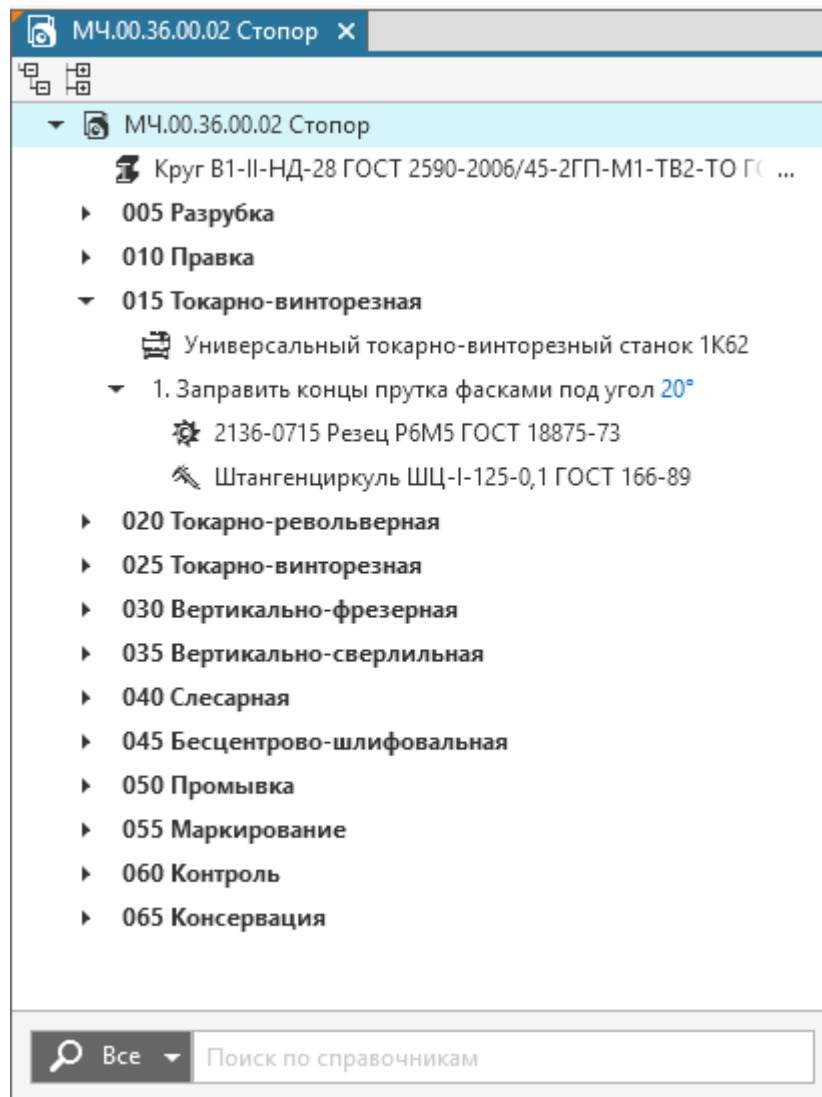 МЧ.00.36.00.02 Стопор
МЧ.00.36.00.02 Стопор
Круг В1-II-НД-28 ГОСТ 2590-2006/45-2ГП-М1-ТВ2-ТО ГС ...
005 Разрубка
010 Правка
015 Токарно-винторезная
Универсальный токарно-винторезный станок 1К62
1. Заправить концы прутка фасками под угол 20°
2136-0715 Резец Р6М5 ГОСТ 18875-73
Штангенциркуль ШЦ-I-125-0,1 ГОСТ 166-89
020 Токарно-револьверная
025 Токарно-винторезная
030 Вертикально-фрезерная
035 Вертикально-сверлильная
040 Слесарная
045 Бесцентрово-шлифовальная
050 Промывка
055 Маркирование
060 Контроль
065 Консервация
Все Поиск по справочникам